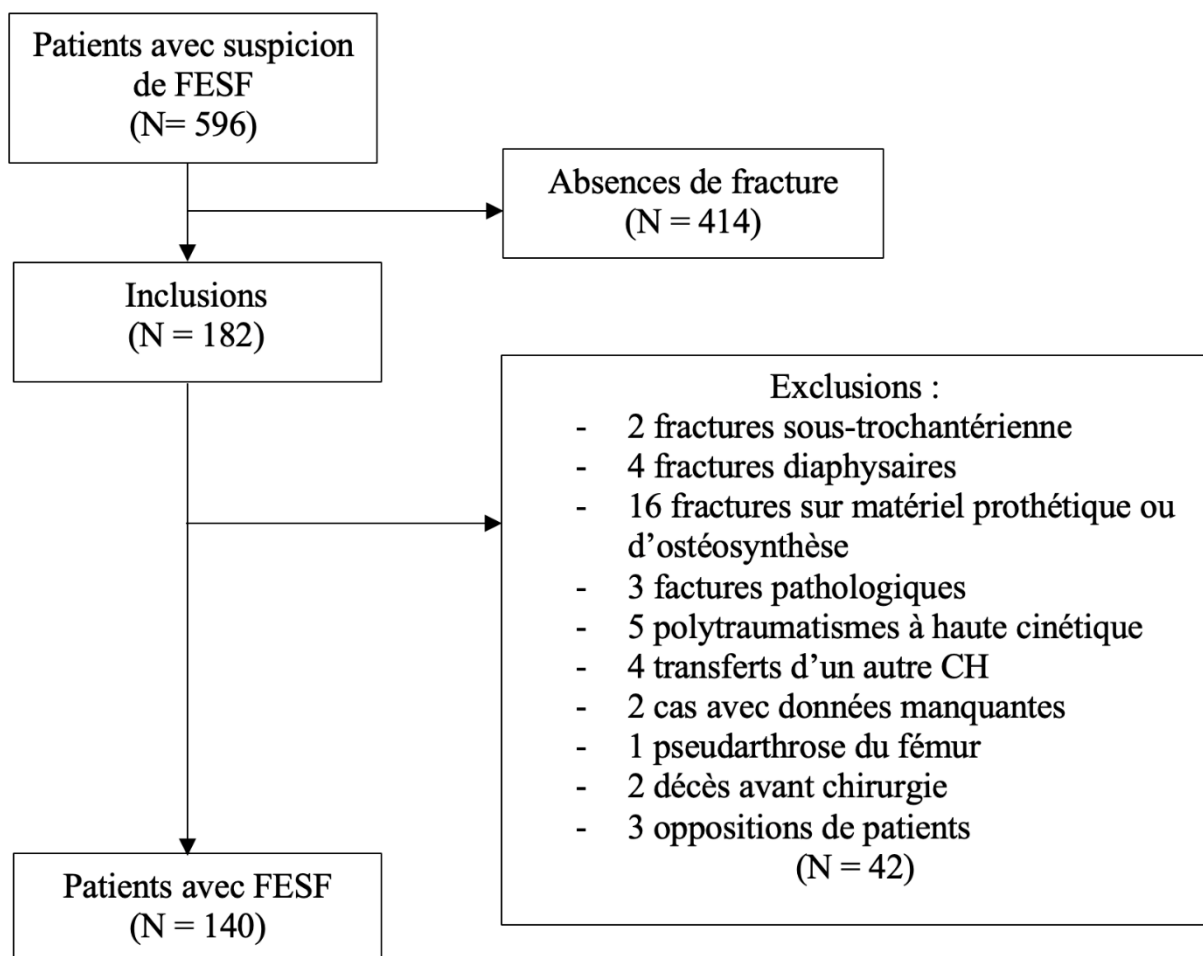 Patients avec suspicion
de FESF
(N= 596)
Absences de fracture
(N = 414)
Inclusions
(N = 182)
Exclusions :
- 2 fractures sous-trochantérienne
- 4 fractures diaphysaires
- 16 fractures sur matériel prothétique ou
d’ostéosynthèse
- 3 factures pathologiques
- 5 polytraumatismes à haute cinétique
- 4 transferts d’un autre CH
- 2 cas avec données manquantes
- 1 pseudarthrose du fémur
- 2 décès avant chirurgie
- 3 oppositions de patients
(N = 42)
Patients avec FESF
(N = 140)